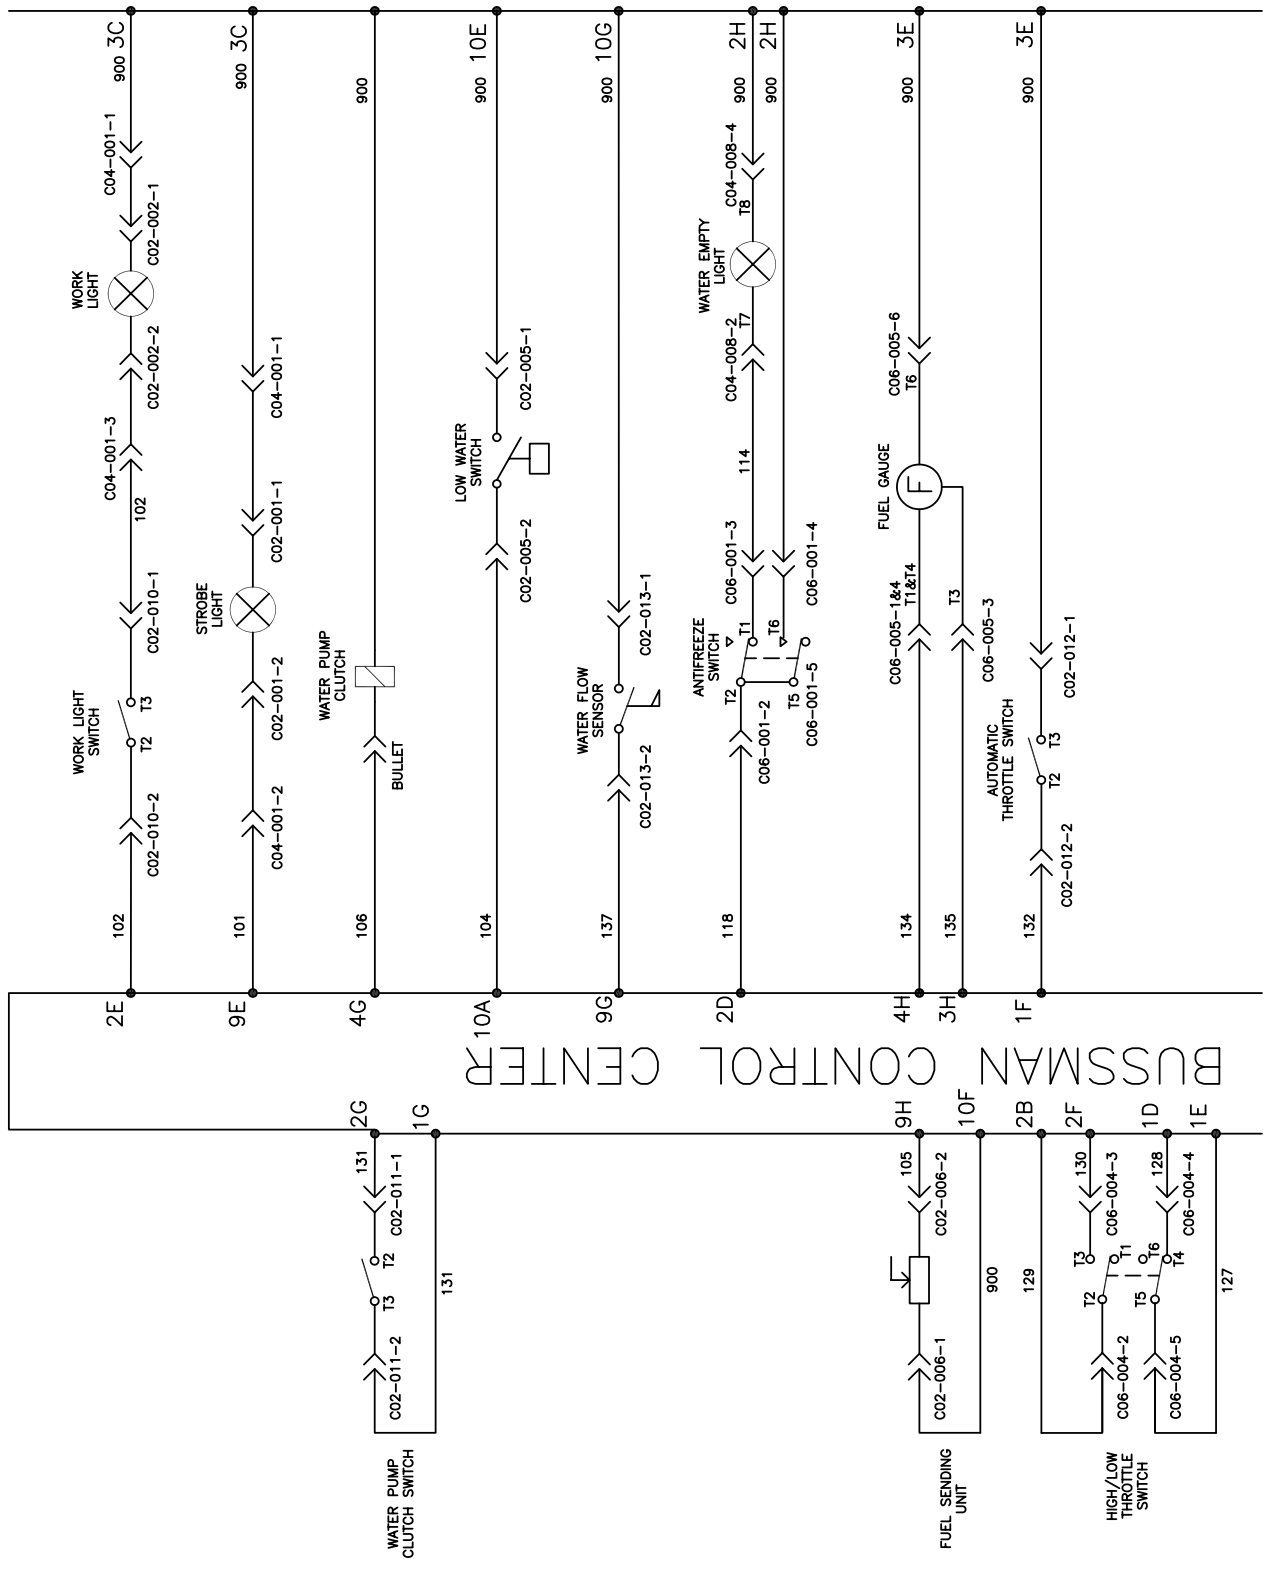 3C
900
C04-001-1
C02-002-1
WORK
LIGHT
C02-002-2
C04-001-3
102
C02-010-1
T3
WORK LIGHT
SWITCH
T2
C02-010-2
102
2E
3C
900
C04-001-1
C02-001-1
STROBE
LIGHT
C02-001-2
C04-001-2
101
9E
900
WATER PUMP
CLUTCH
BULLET
106
4G
10E
900
C02-005-1
LOW WATER
SWITCH
C02-005-2
104
10A
10G
900
C02-013-1
WATER FLOW
SENSOR
C02-013-2
137
9G
2H
2H
900
900
C04-008-4
T8
WATER EMPTY
LIGHT
T7
C04-008-2
114
C06-001-3
C06-001-4
T1
T6
ANTIFREEZE
SWITCH
T2
T5
C06-001-5
C06-001-2
118
2D
3E
900
C06-005-6
T6
FUEL GAUGE
F
C06-005-1&4
T1&T4
T3
C06-005-3
134
135
4H
3H
3E
900
C02-012-1
T3
AUTOMATIC
THROTTLE SWITCH
T2
C02-012-2
132
1F
BUSSMAN CONTROL CENTER
2G
1G
131
C02-011-1
T2
T3
131
C02-011-2
WATER PUMP
CLUTCH SWITCH
9H
10F
105
C02-006-2
900
C02-006-1
FUEL SENDING
UNIT
2B
2F
1D
1E
130
128
C06-004-3
C06-004-4
T3
T1
T6
T4
129
T2
T5
127
C06-004-2
C06-004-5
HIGH/LOW
THROTTLE
SWITCH